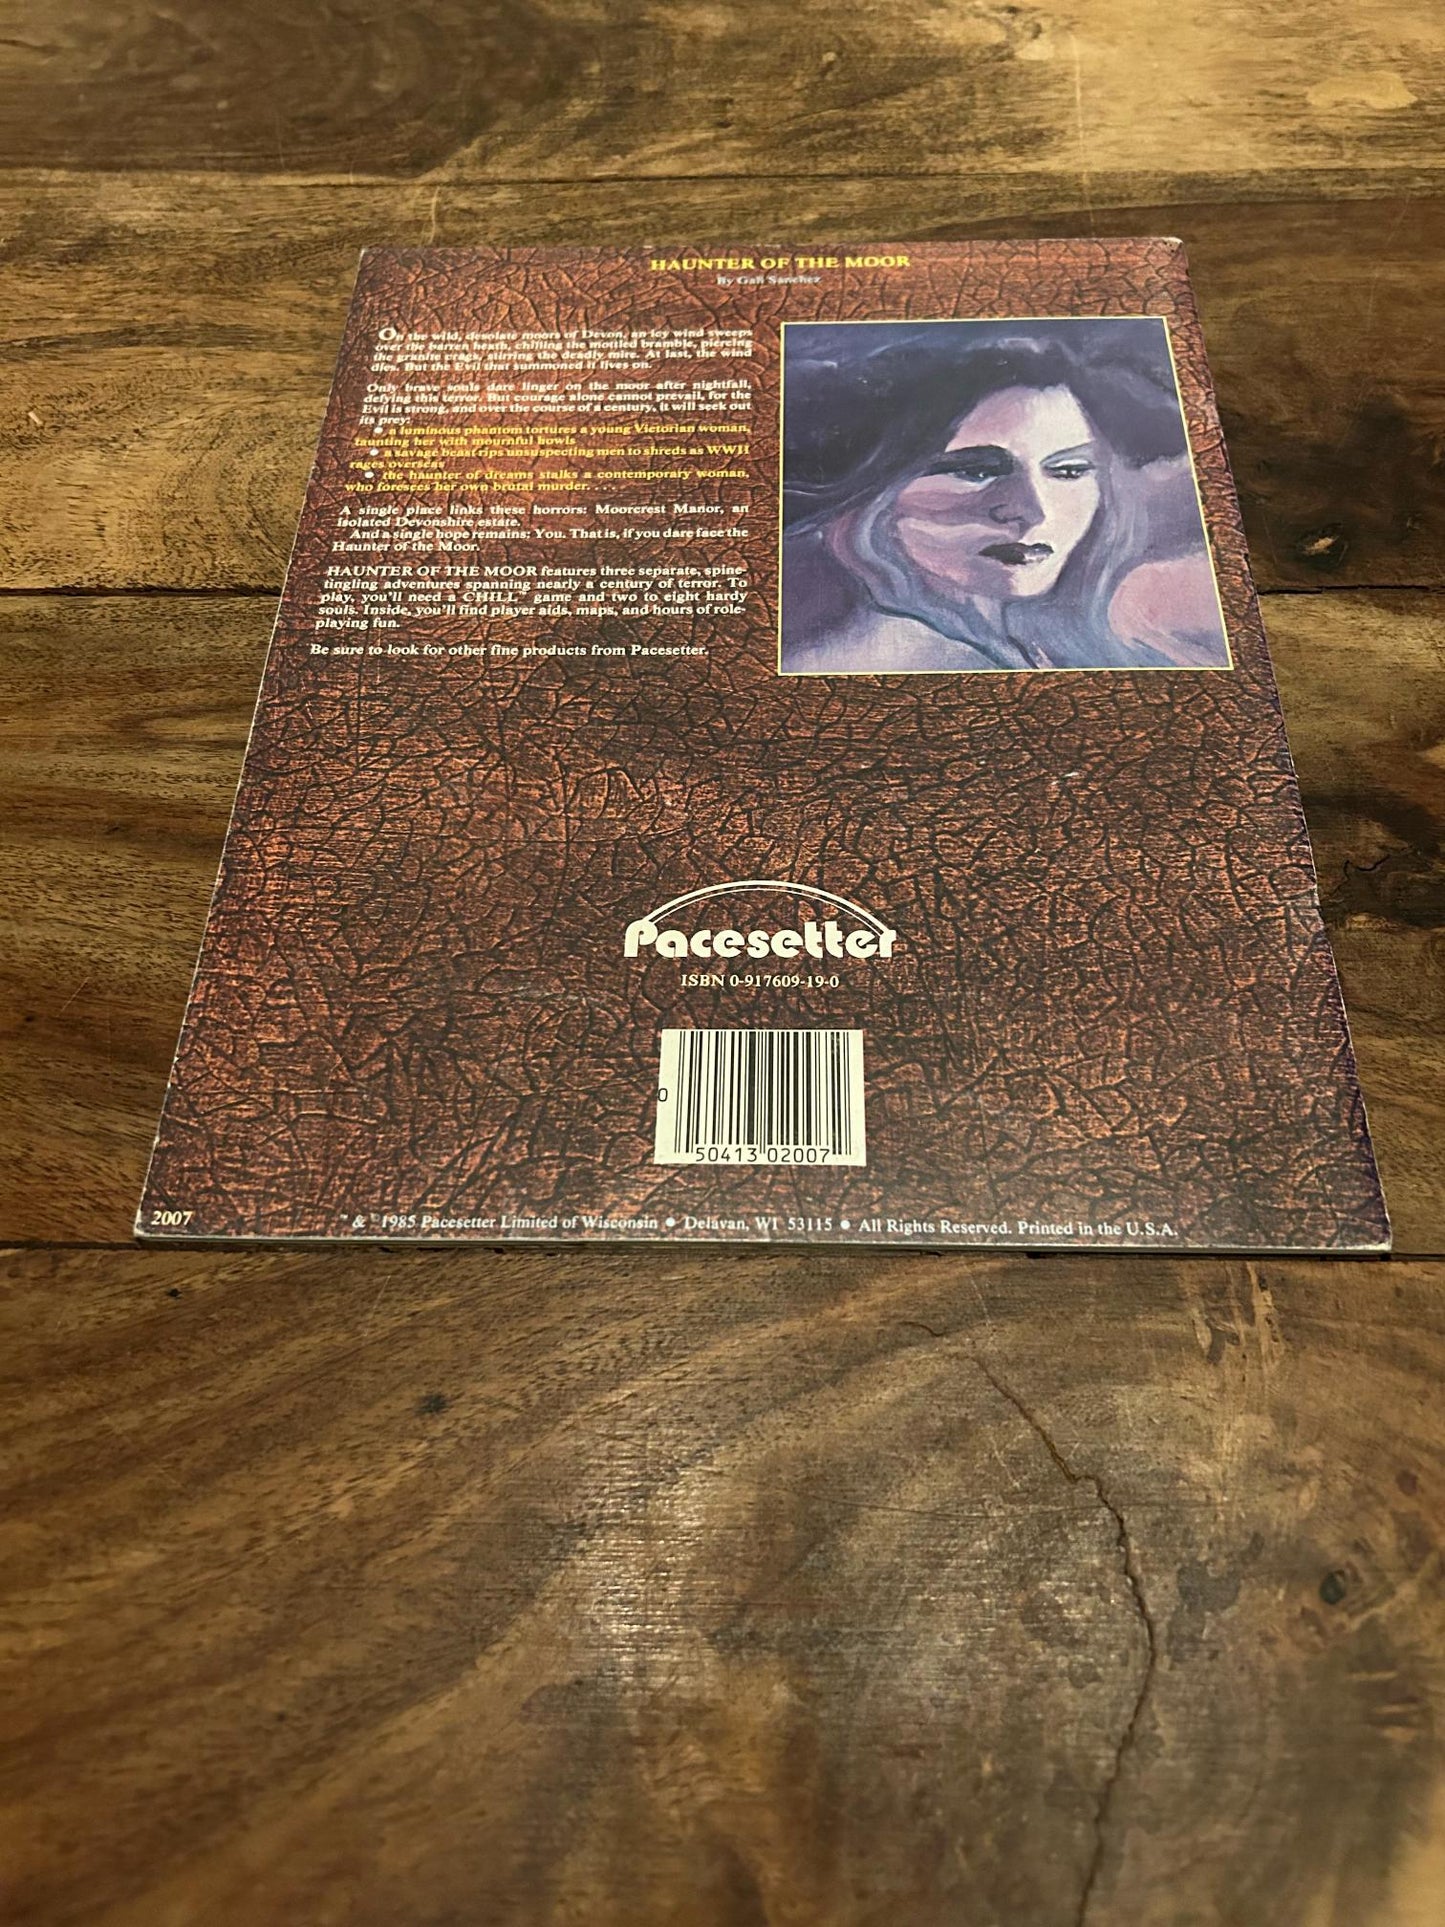 HAUNTER OF THE MOOR
By Gali Sanchez
On the wild, desolate moors of Devon, an icy wind sweeps
over the barren heath, chilling the mottled bramble, piercing
the granite crags, stirring the deadly mire. At last, the wind
dies. But the Evil that summoned it lives on.
Only brave souls dare linger on the moor after nightfall,
defying this terror. But courage alone cannot prevail, for the
Evil is strong, and over the course of a century, it will seek out
its prey:
• a luminous phantom tortures a young Victorian woman,
taunting her with mournful howls
• a savage beast rips unsuspecting men to shreds as WWII
rages overseas
• the haunter of dreams stalks a contemporary woman,
who foresees her own brutal murder. . . .
A single place links these horrors: Moorcrest Manor, an
isolated Devonshire estate.
And a single hope remains: You. That is, if you dare face the
Haunter of the Moor.
HAUNTER OF THE MOOR features three separate, spine-
tingling adventures spanning nearly a century of terror. To
play, you'll need a CHILL™ game and two to eight hardy
souls. Inside, you'll find player aids, maps, and hours of role-
playing fun.
Be sure to look for other fine products from Pacesetter.
Pacesetter
ISBN 0-917609-19-0
0
50413 02007
2007
™ & ©1985 Pacesetter Limited of Wisconsin • Delavan, WI 53115 • All Rights Reserved. Printed in the U.S.A.